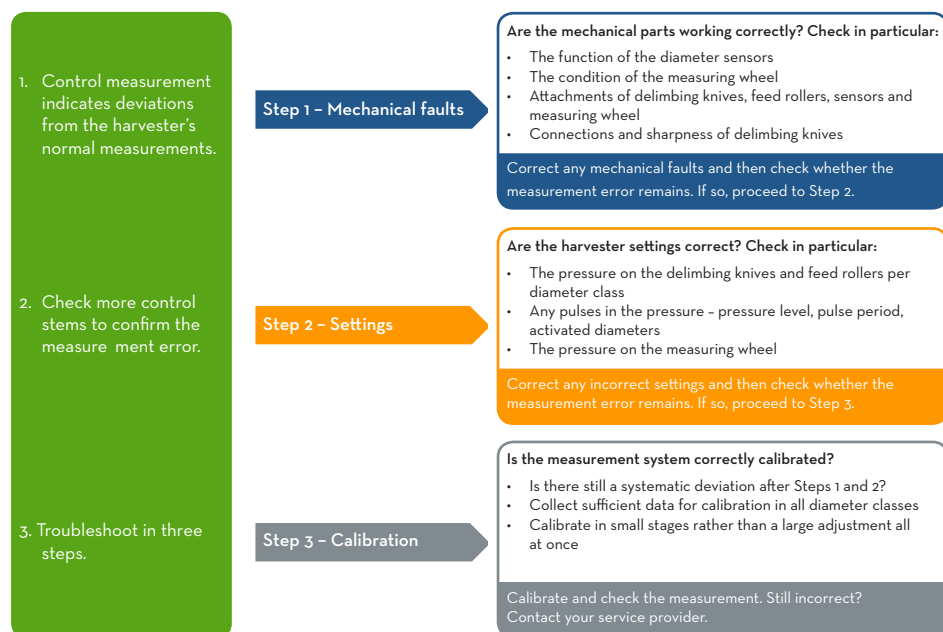 1. Control measurement
indicates deviations
from the harvester's
normal measurements.
2. Check more control
stems to confirm the
measure ment error.
3. Troubleshoot in three
steps.
Step 1 – Mechanical faults
Are the mechanical parts working correctly? Check in particular:
• The function of the diameter sensors
• The condition of the measuring wheel
• Attachments of delimbing knives, feed rollers, sensors and
measuring wheel
• Connections and sharpness of delimbing knives
Correct any mechanical faults and then check whether the
measurement error remains. If so, proceed to Step 2.
Step 2 – Settings
Are the harvester settings correct? Check in particular:
• The pressure on the delimbing knives and feed rollers per
diameter class
• Any pulses in the pressure – pressure level, pulse period,
activated diameters
• The pressure on the measuring wheel
Correct any incorrect settings and then check whether the
measurement error remains. If so, proceed to Step 3.
Step 3 – Calibration
Is the measurement system correctly calibrated?
• Is there still a systematic deviation after Steps 1 and 2?
• Collect sufficient data for calibration in all diameter classes
• Calibrate in small stages rather than a large adjustment all
at once
Calibrate and check the measurement. Still incorrect?
Contact your service provider.